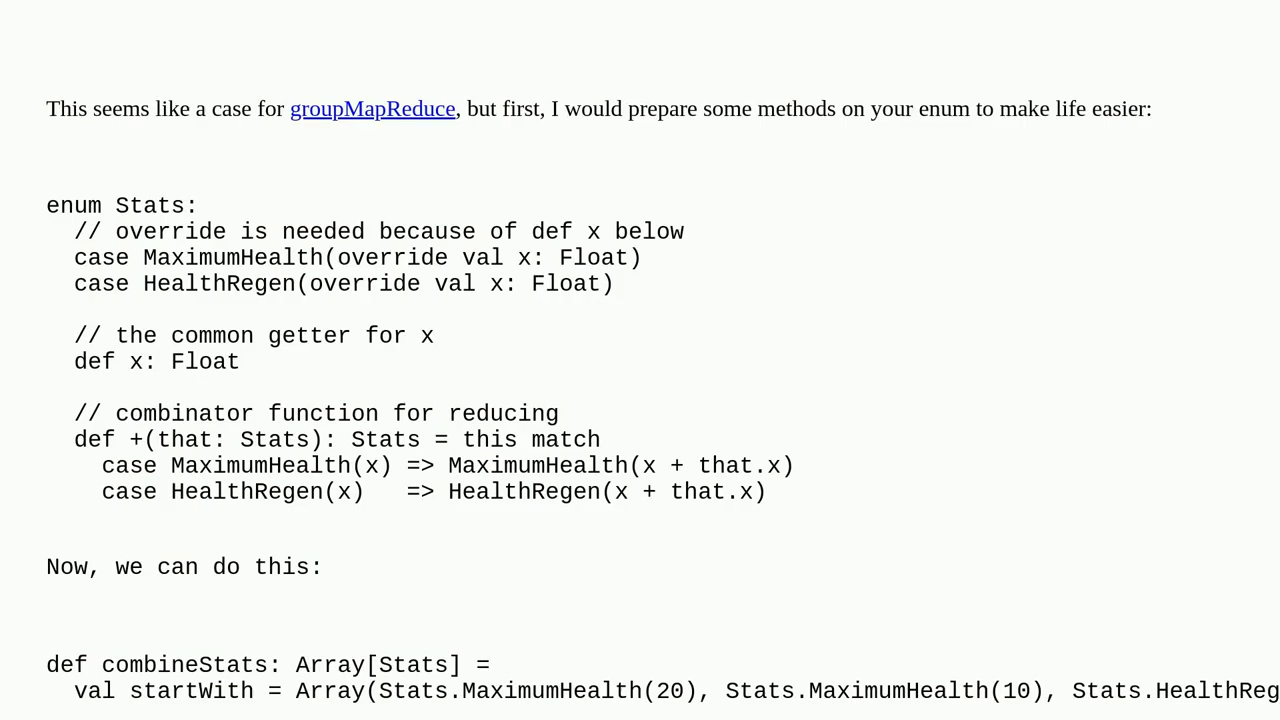 This seems like a case for groupMapReduce, but first, I would prepare some methods on your enum to make life easier:
enum Stats:
  // override is needed because of def x below
  case MaximumHealth(override val x: Float)
  case HealthRegen(override val x: Float)
  // the common getter for x
  def x: Float
  // combinator function for reducing
  def +(that: Stats): Stats = this match
    case MaximumHealth(x) => MaximumHealth(x + that.x)
    case HealthRegen(x)   => HealthRegen(x + that.x)
Now, we can do this:
def combineStats: Array[Stats] =
  val startWith = Array(Stats.MaximumHealth(20), Stats.MaximumHealth(10), Stats.HealthReg